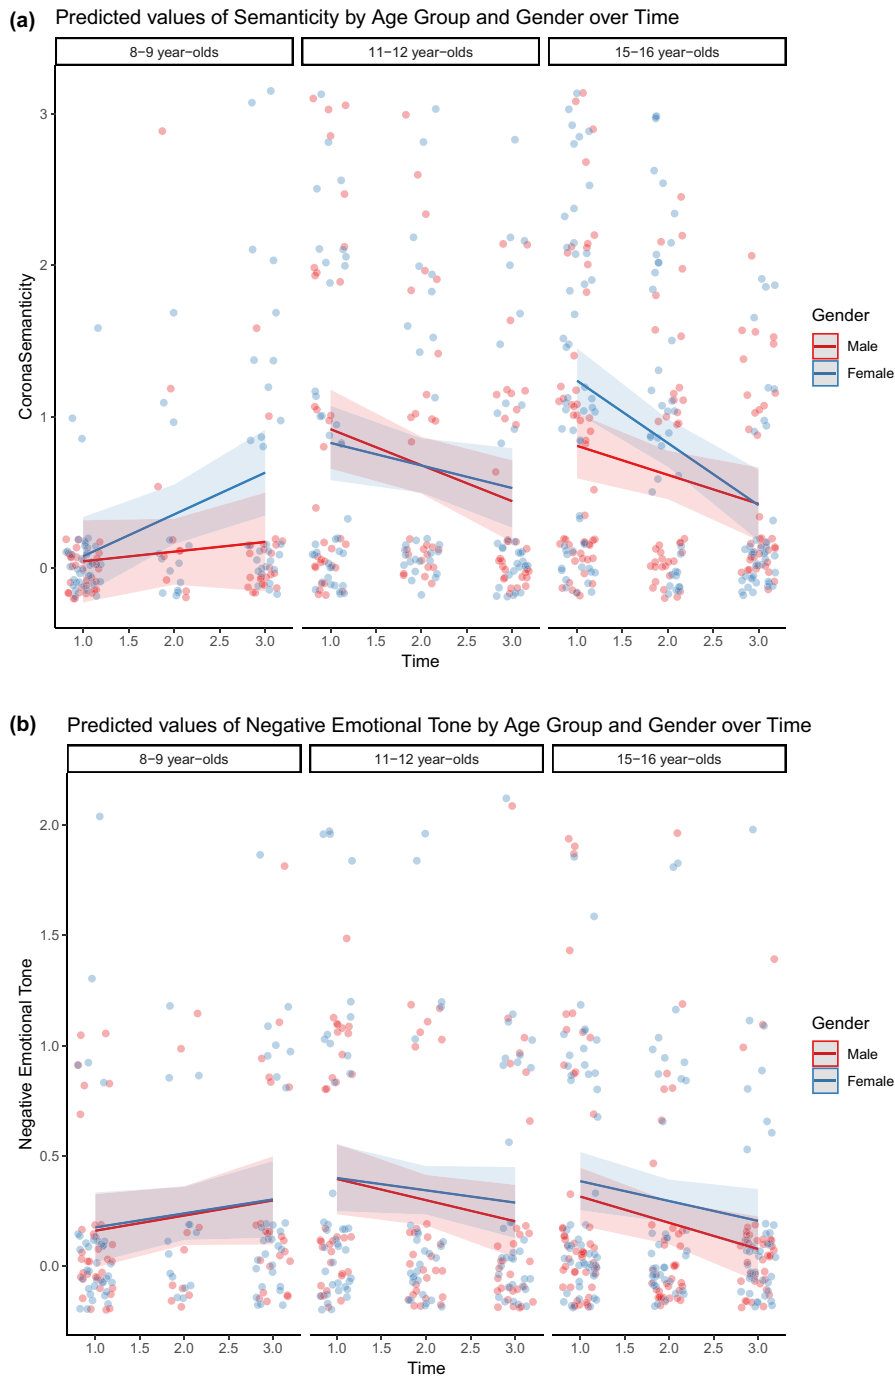 (a) Predicted values of Semanticity by Age Group and Gender over Time
8−9 year−olds 11−12 year−olds 15−16 year−olds
3
2
1
0
CoronaSemanticity
1.0 1.5 2.0 2.5 3.0 1.0 1.5 2.0 2.5 3.0 1.0 1.5 2.0 2.5 3.0
Time
Gender
Male
Female
(b) Predicted values of Negative Emotional Tone by Age Group and Gender over Time
8−9 year−olds 11−12 year−olds 15−16 year−olds
2.0
1.5
1.0
0.5
0.0
Negative Emotional Tone
1.0 1.5 2.0 2.5 3.0 1.0 1.5 2.0 2.5 3.0 1.0 1.5 2.0 2.5 3.0
Time
Gender
Male
Female